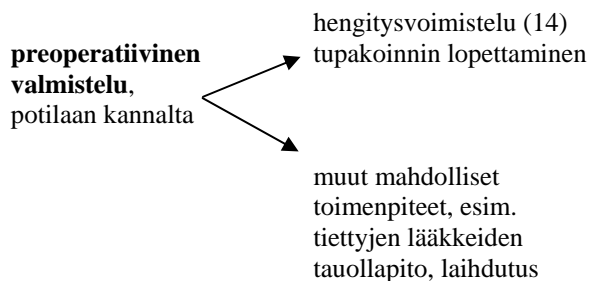 preoperatiivinen
valmistelu,
potilaan kannalta
hengitysvoimistelu (14)
tupakoinnin lopettaminen
muut mahdolliset
toimenpiteet, esim.
tiettyjen lääkkeiden
tauollapito, laihdutus